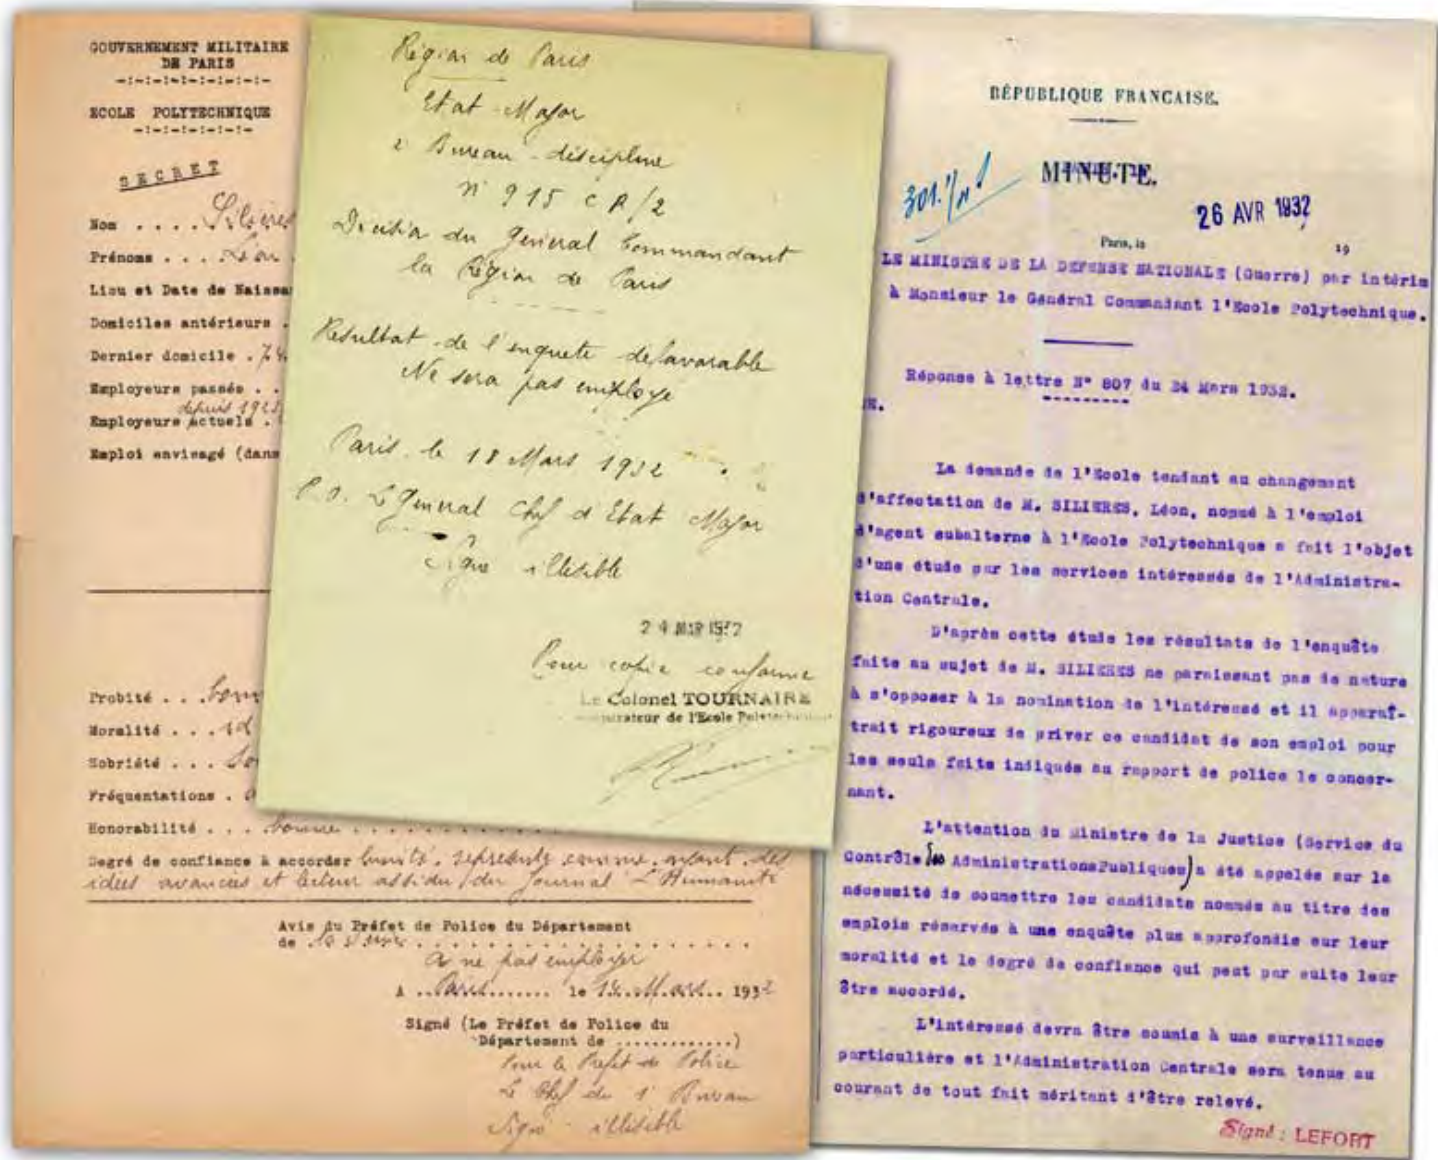 GOUVERNEMENT MILITAIRE
DE PARIS
-:-:-:-:-:-:-:-:-
ECOLE POLYTECHNIQUE
-:-:-:-:-:-:-
SECRET
Nom . . . . Silières
Prénoms . . . Léon
Lieu et Date de Naissan
Domiciles antérieurs .
Dernier domicile . 74
Employeurs passés . .
depuis 192
Employeurs actuels . .
Emploi envisagé (dans
Probité . . . bonn
Moralité . . . id
Sobriété . . . So
Fréquentations .
Honorabilité . . . bonne . . . . . . . . . . . .
Degré de confiance à accorder limité. représenté comme ayant des
idées avancées et lecteur assidu du journal L'Humanité
Avis du Préfet de Police du Département
de la Seine . . . . . . . . . . . . . . . . . .
A ne pas employer
A ..Paris....... le 14 Mars.. 1932
Signé (Le Préfet de Police du
Département de .............)
Pour le Préfet de Police
Le Chef du 1 Bureau
Signé illisible
Région de Paris
Etat-Major
2 Bureau-discipline
n° 915 CR/2
Décision du Général Commandant
la Région de Paris
Résultat de l'enquete defavorable
Ne sera pas employé
Paris le 18 Mars 1932
P.O. Le Général Chef d'Etat Major
Signé illisible
24 MAR 1932
Pour copie conforme
Le Colonel TOURNAIRE
RÉPUBLIQUE FRANCAISE.
MINUTE.
26 AVR 1932
Paris, le 19
LE MINISTRE DE LA DEFENSE NATIONALE (Guerre) par intérim
à Monsieur le Général Commandant l'Ecole Polytechnique.
Réponse à lettre N° 807 du 24 Mars 1932.
La demande de l'Ecole tendant au changement
d'affectation de M. SILIERES, Léon, nommé à l'emploi
d'agent subalterne à l'Ecole Polytechnique a fait l'objet
d'une étude par les services intéressés de l'Administra-
tion Centrale.
D'après cette étude les résultats de l'enquête
faite au sujet de M. SILIERES ne paraissant pas de nature
à s'opposer à la nomination de l'intéressé et il apparaî-
trait rigoureux de priver ce candidat de son emploi pour
les seuls faits indiqués au rapport de police le concer-
nant.
L'attention du Ministre de la Justice (Service du
Contrôle des Administrations Publiques) a été appelée sur la
nécessité de soumettre les candidats nommés au titre des
emplois réservés à une enquête plus approfondie sur leur
moralité et le degré de confiance qui peut par suite leur
être accordé.
L'intéressé devra être soumis à une surveillance
particulière et l'Administration Centrale sera tenue au
courant de tout fait méritant d'être relevé.
Signé : LEFORT